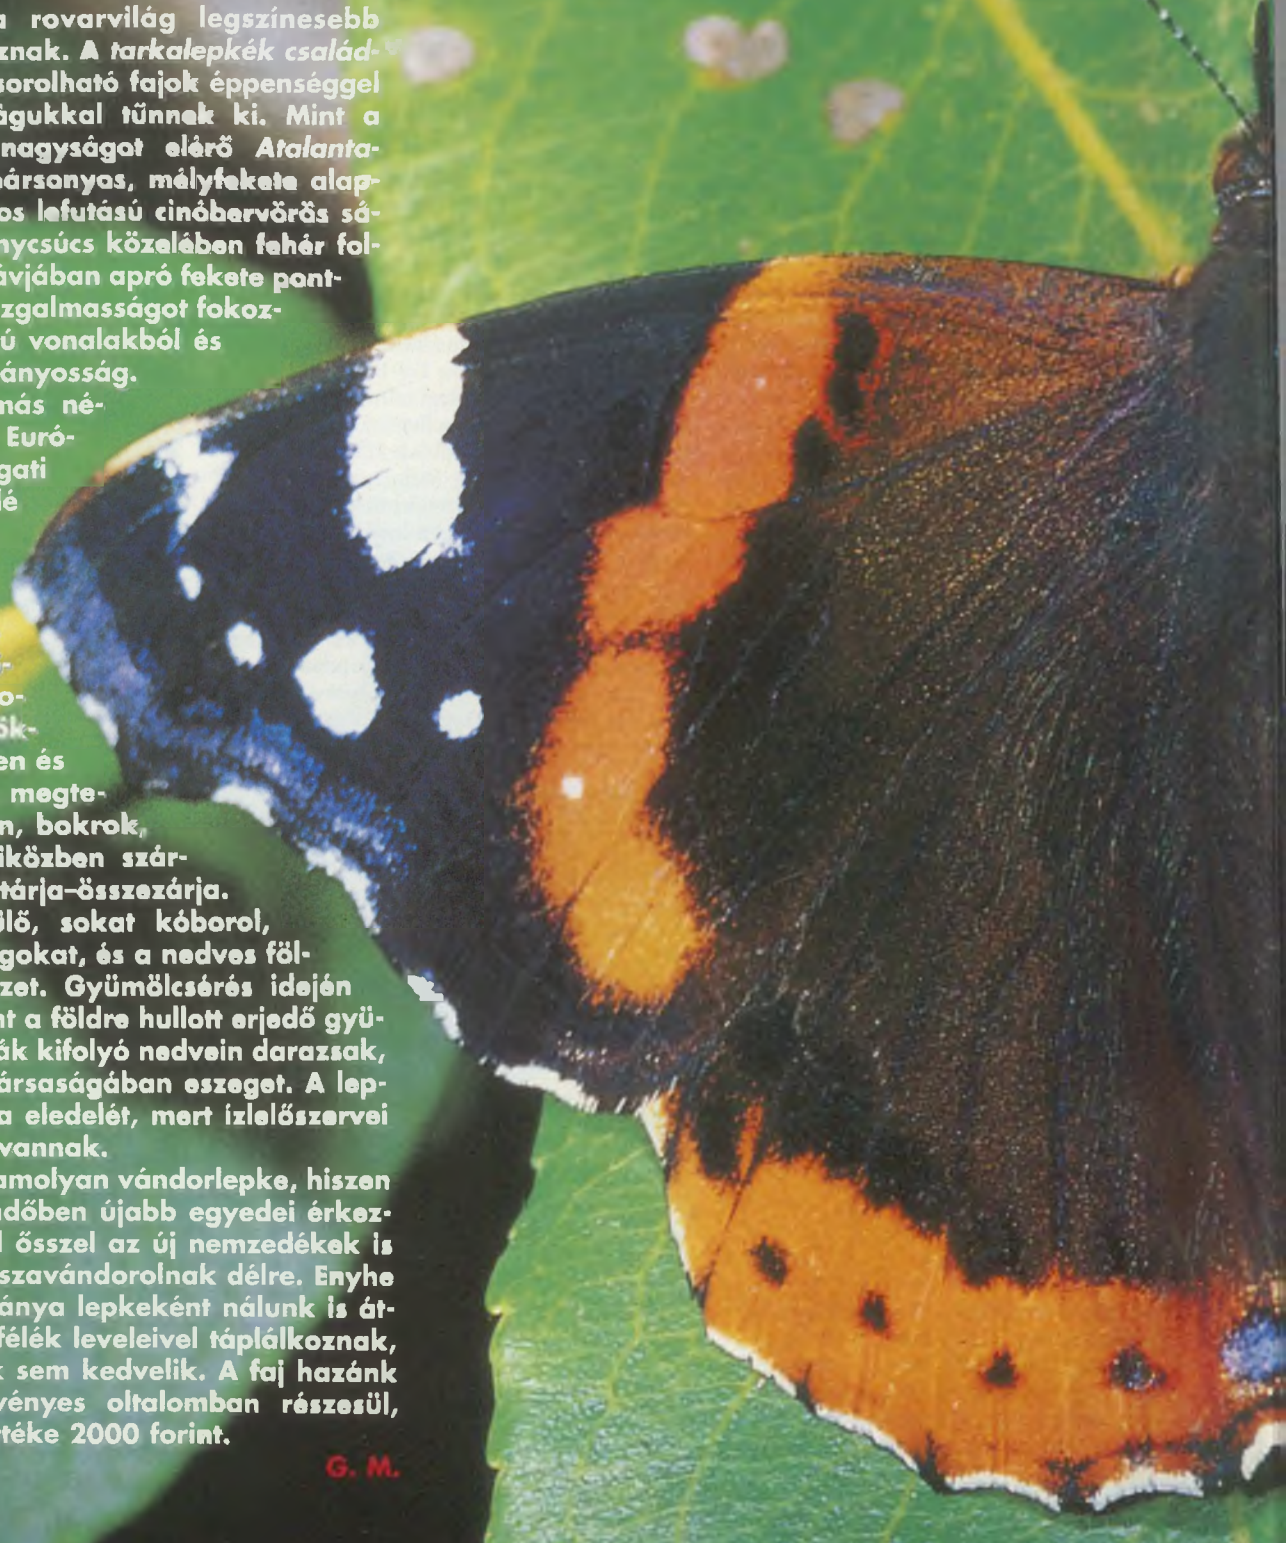 a rovarvilág legszínesebb
znak. A tarkalepkék család-
sorolható fajok éppenséggel
águkkal tűnnek ki. Mint a
nagyságot elérő Atalanta-
ársonyos, mélyfekete alap-
os lefutású cinóbervörös sá-
nycsúcs közelében fehér fol-
ávjában apró fekete pont-
zgalmasságot fokoz-
ú vonalakból és
ányosság.
más né-
Euró-
gati
lé
o-
ők-
en és
megte-
n, bokrok,
iközben szár-
tárja–összezárja.
ülő, sokat kóborol,
gokat, és a nedves föl-
zet. Gyümölcsérés idején
nt a földre hullott erjedő gyü-
ák kifolyó nedvein darazsak,
ársaságában eszeget. A lep-
a eledelét, mert ízlelőszervei
vannak.
amolyan vándorlepke, hiszen
dőben újabb egyedei érkez-
l ősszel az új nemzedékek is
szavándorolnak délre. Enyhe
ánya lepkeként nálunk is át-
félék leveleivel táplálkoznak,
k sem kedvelik. A faj hazánk
vényes oltalomban részesül,
téke 2000 forint.
G. M.